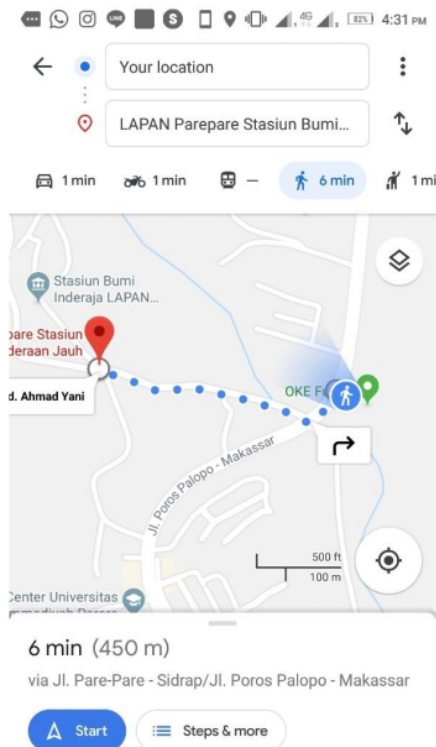 82%
4:31 PM
4G
LINE
S
Your location
LAPAN Parepare Stasiun Bumi...
1 min
1 min
—
6 min
1 mi
Stasiun Bumi
Inderaja LAPAN...
pare Stasiun
deraan Jauh
d. Ahmad Yani
OKE F
Jl. Poros Palopo - Makassar
500 ft
100 m
Center Universitas
6 min (450 m)
via Jl. Pare-Pare - Sidrap/Jl. Poros Palopo - Makassar
Start
Steps & more